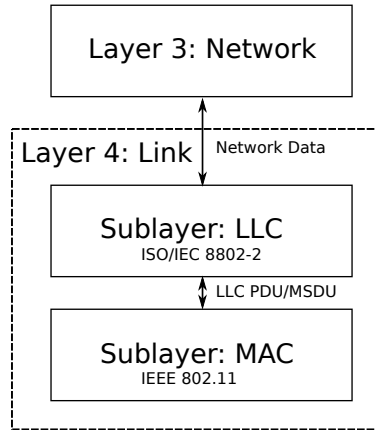 Layer 3: Network
Network Data
Layer 4: Link
Sublayer: LLC
ISO/IEC 8802-2
LLC PDU/MSDU
Sublayer: MAC
IEEE 802.11